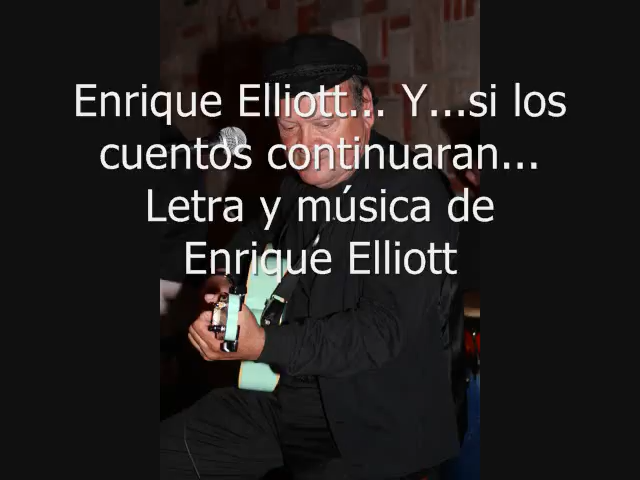 Enrique Elliott... Y...si los
cuentos continuaran...
Letra y música de
Enrique Elliott